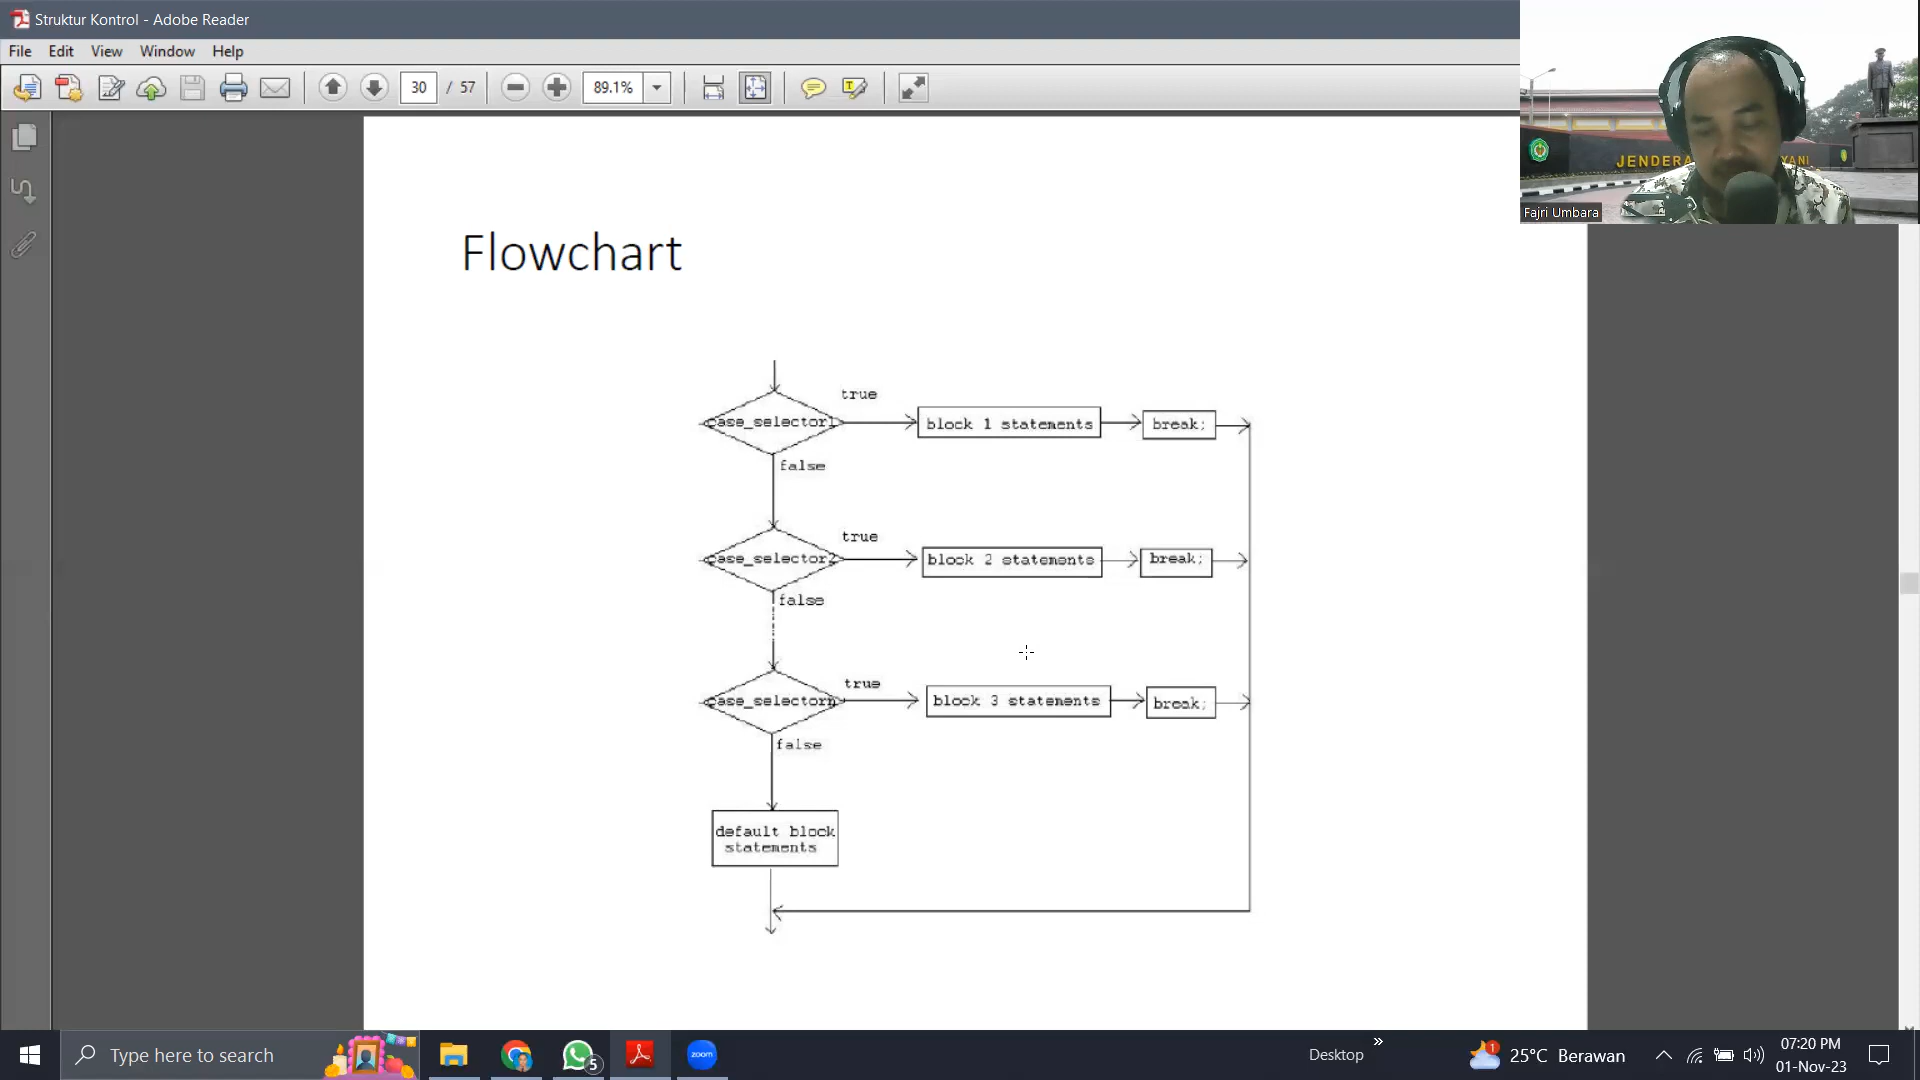 Struktur Kontrol - Adobe Reader
File Edit View Window Help
30 / 57 89.1%
JENDERA YANI
Fajri Umbara
Flowchart
true
case_selector1 block 1 statements break;
false
true
case_selector2 block 2 statements break;
false
true
case_selectorn block 3 statements break;
false
default block
statements
Type here to search
5
zoom
Desktop »
1
25°C Berawan
07:20 PM
01-Nov-23